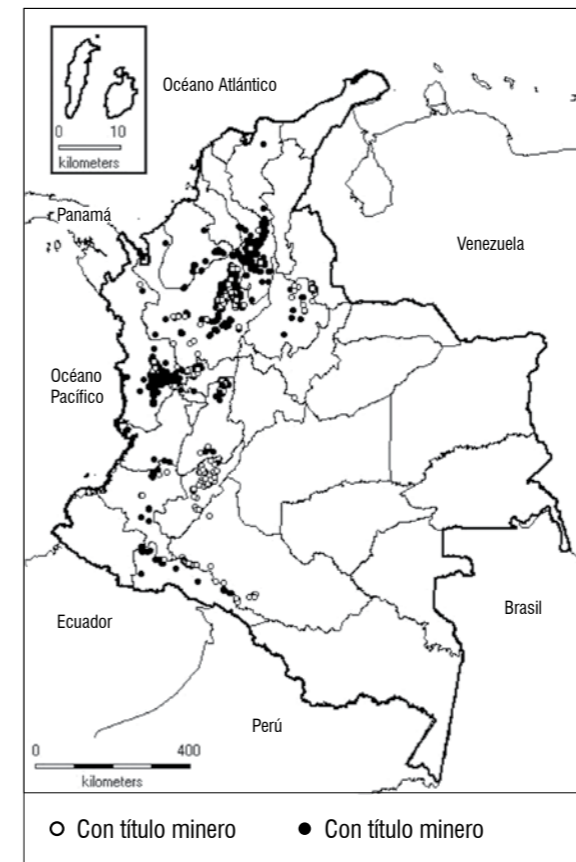 Océano Atlántico
0 10
kilometers
Panamá
Venezuela
Océano
Pacífico
Ecuador
Brasil
Perú
0 400
kilometers
Con título minero Con título minero